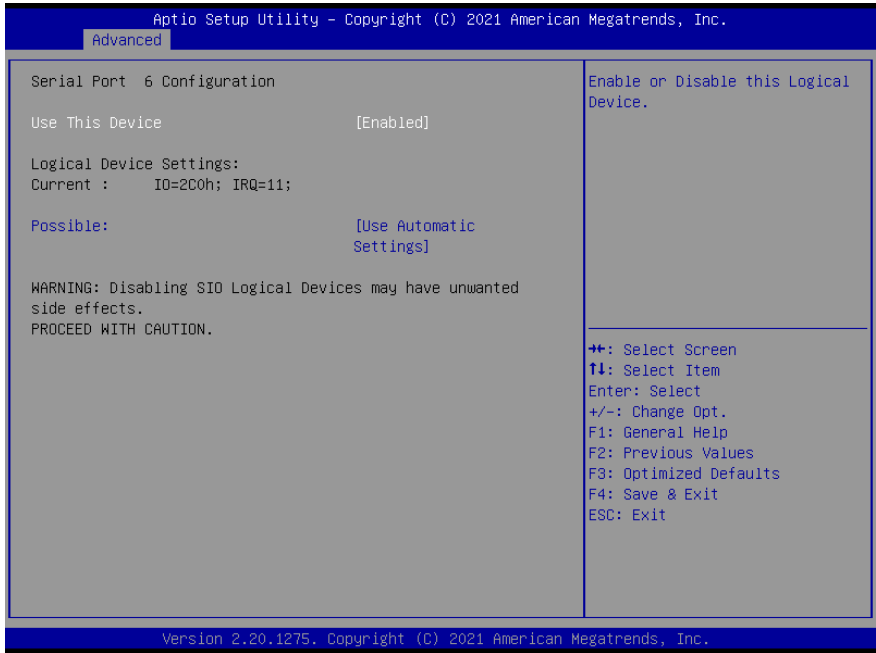 Aptio Setup Utility – Copyright (C) 2021 American Megatrends, Inc.
Advanced
Serial Port 6 Configuration
Use This Device [Enabled]
Logical Device Settings:
Current : IO=2C0h; IRQ=11;
Possible: [Use Automatic
Settings]
WARNING: Disabling SIO Logical Devices may have unwanted
side effects.
PROCEED WITH CAUTION.
Enable or Disable this Logical
Device.
→←: Select Screen
↑↓: Select Item
Enter: Select
+/-: Change Opt.
F1: General Help
F2: Previous Values
F3: Optimized Defaults
F4: Save & Exit
ESC: Exit
Version 2.20.1275. Copyright (C) 2021 American Megatrends, Inc.